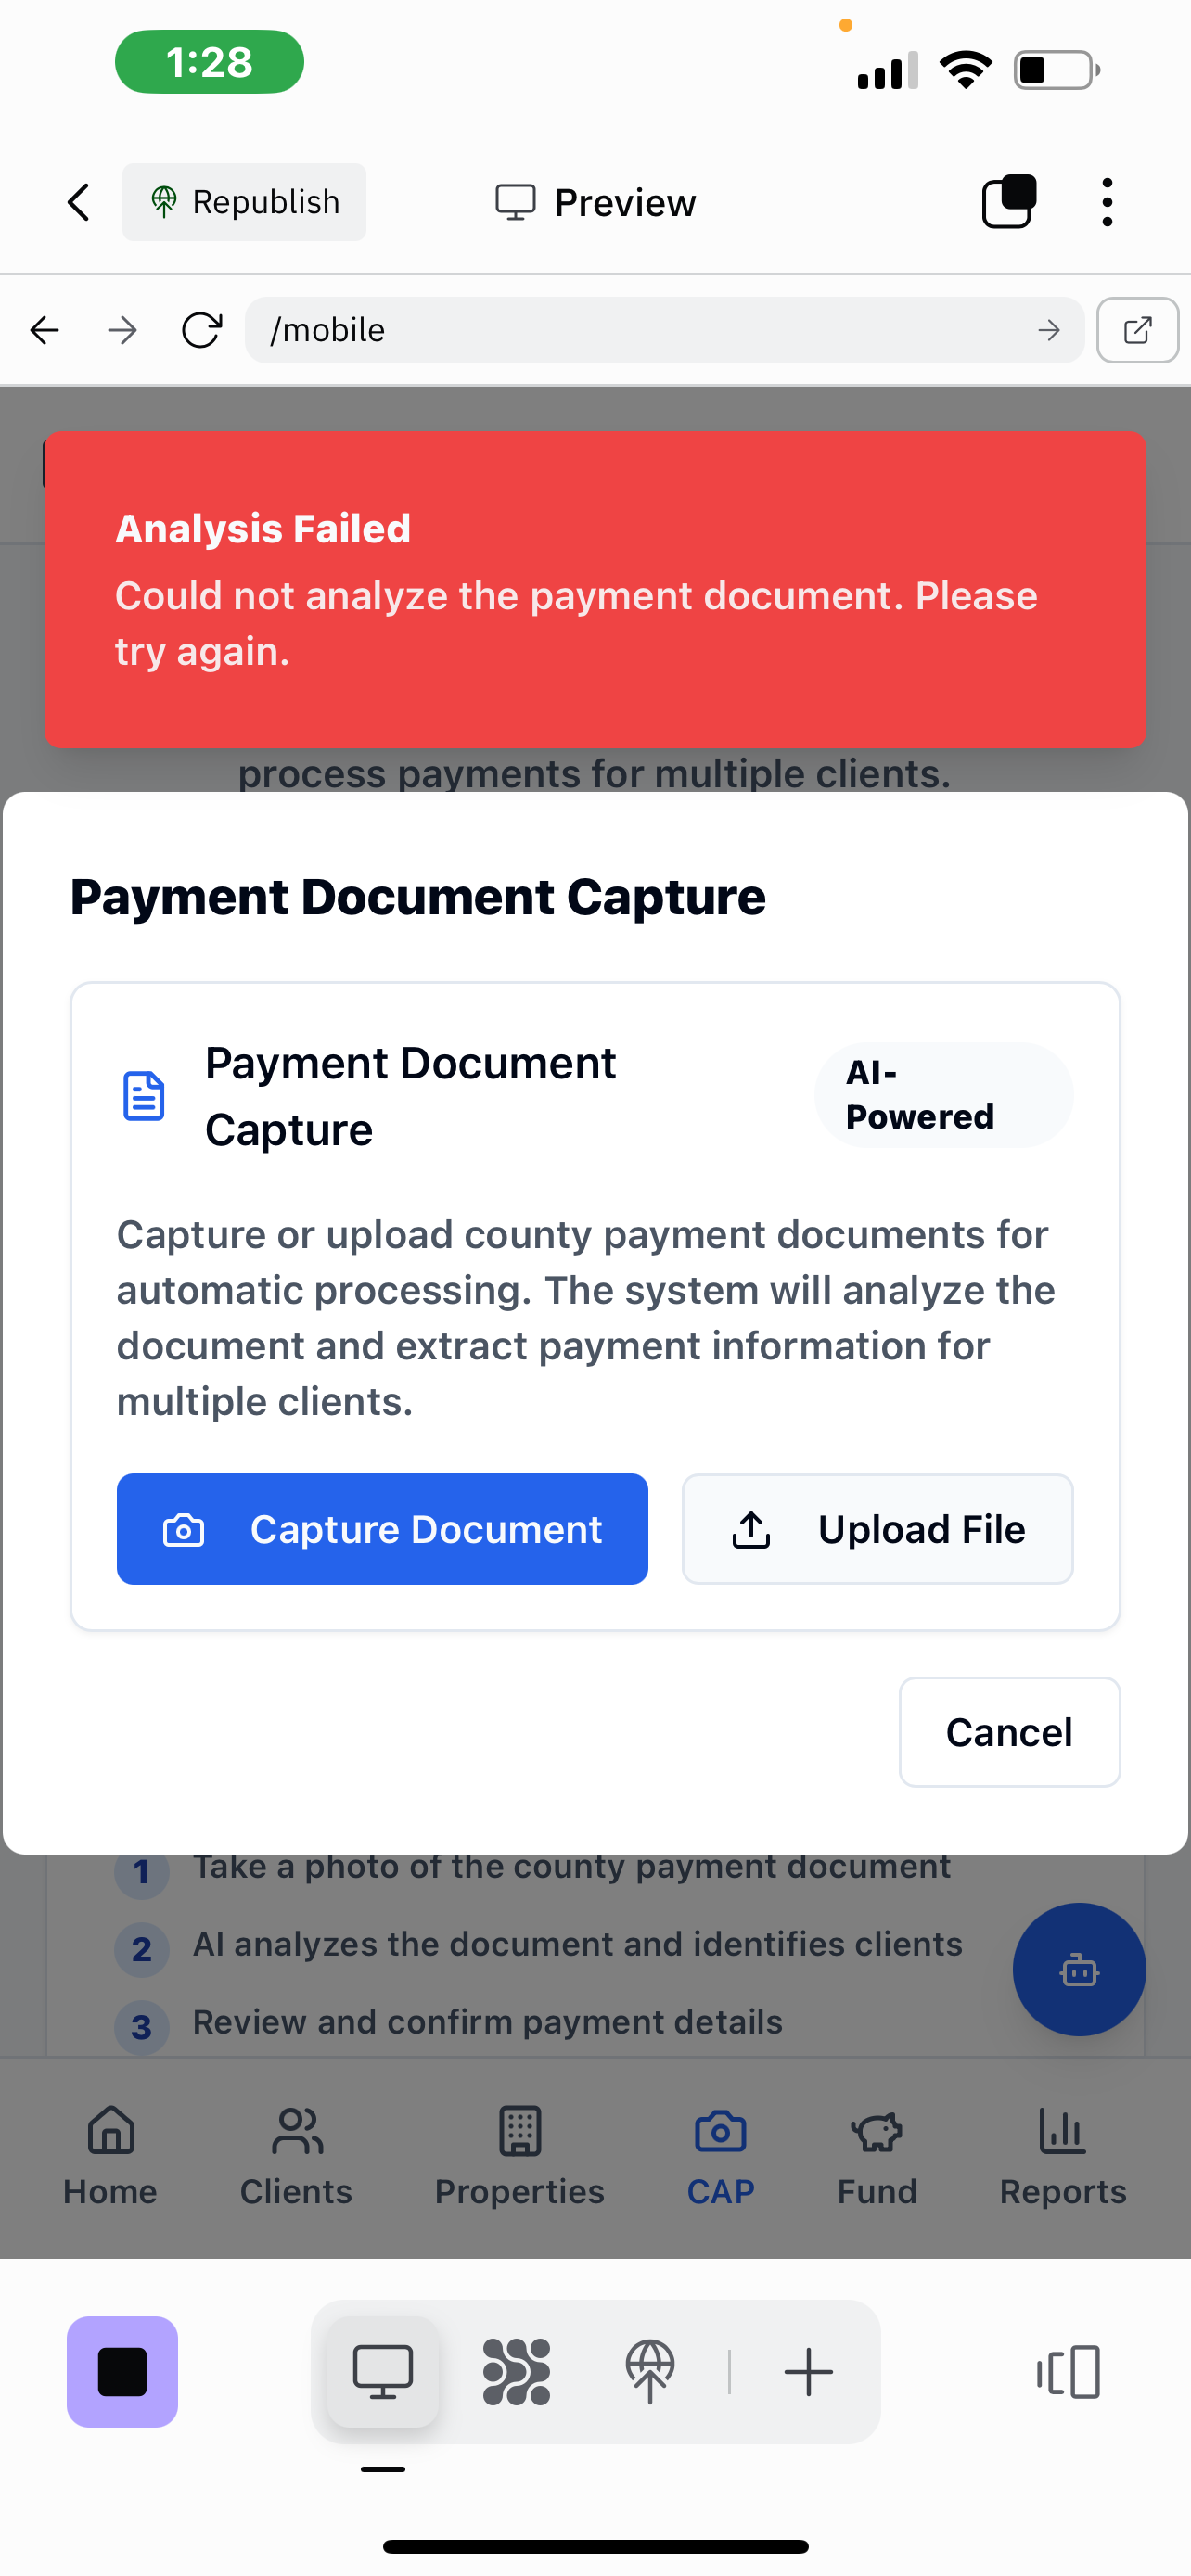 1:28
Republish
Preview
/mobile
Analysis Failed
Could not analyze the payment document. Please
try again.
process payments for multiple clients.
Payment Document Capture
Payment Document
Capture
AI-
Powered
Capture or upload county payment documents for
automatic processing. The system will analyze the
document and extract payment information for
multiple clients.
Capture Document
Upload File
Cancel
1 Take a photo of the county payment document
2 AI analyzes the document and identifies clients
3 Review and confirm payment details
Home Clients Properties CAP Fund Reports